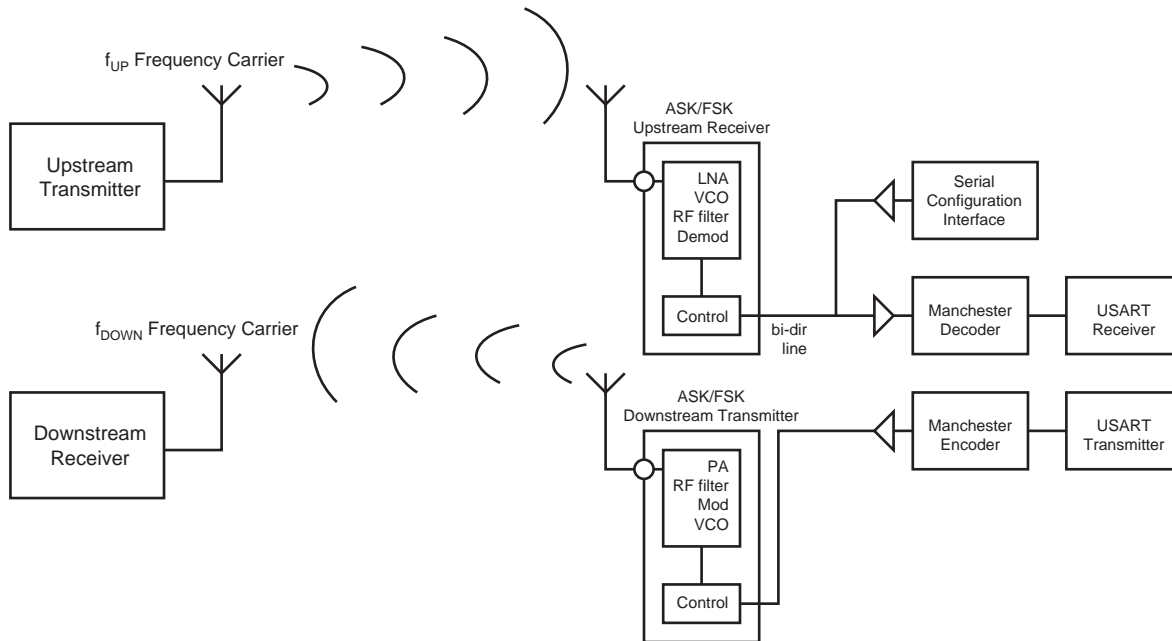 fUP Frequency Carrier
ASK/FSK
Upstream Receiver
Upstream
Transmitter
LNA
VCO
RF filter
Demod
Serial
Configuration
Interface
Control
bi-dir
line
Manchester
Decoder
USART
Receiver
fDOWN Frequency Carrier
ASK/FSK
Downstream Transmitter
Downstream
Receiver
PA
RF filter
Mod
VCO
Manchester
Encoder
USART
Transmitter
Control